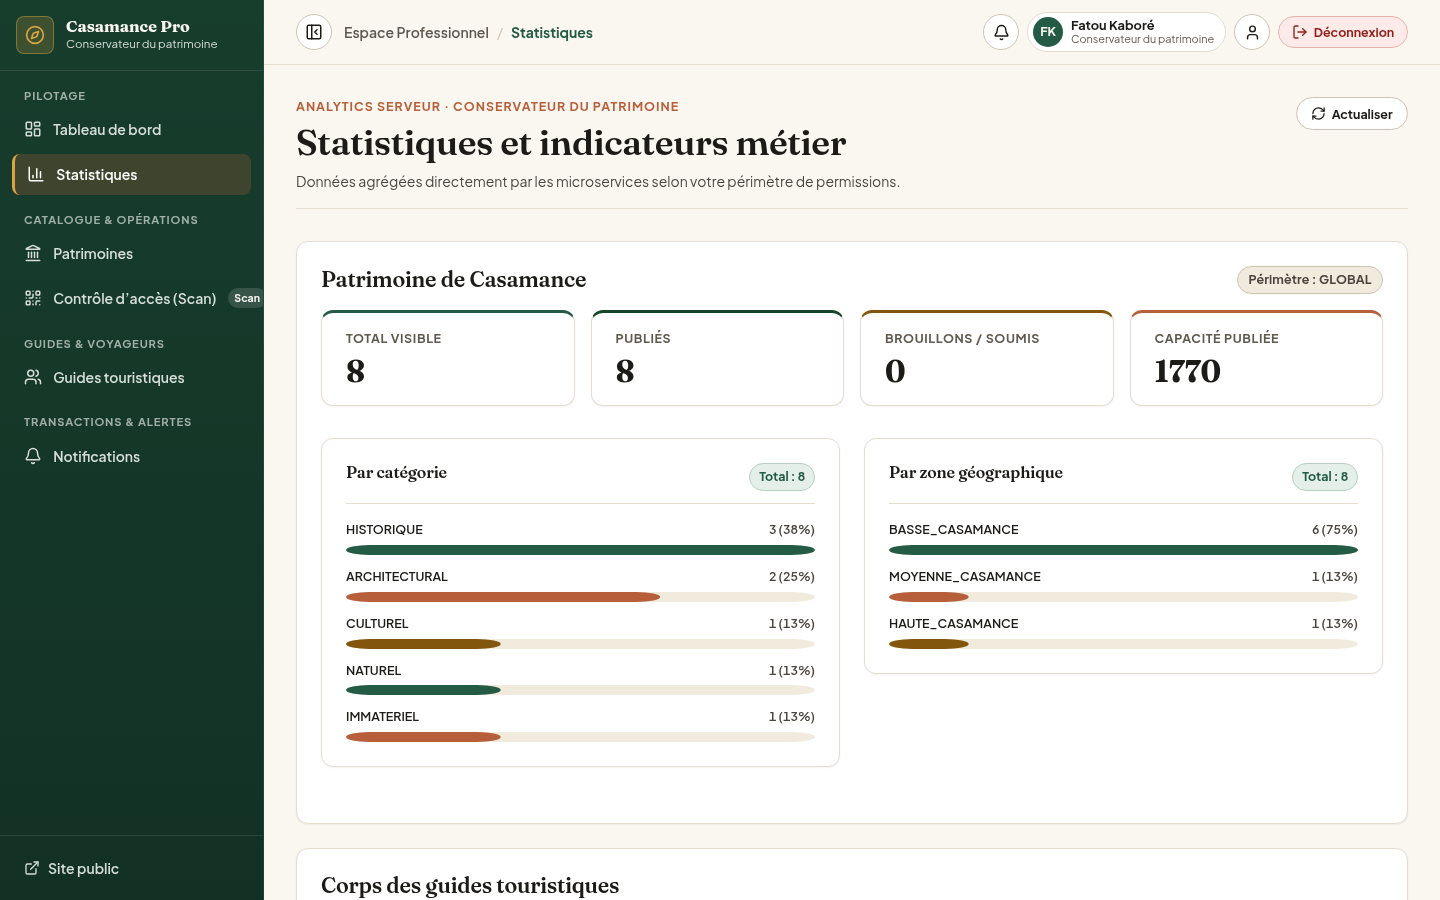 Casamance Pro
Conservateur du patrimoine
PILOTAGE
Tableau de bord
Statistiques
CATALOGUE & OPÉRATIONS
Patrimoines
Contrôle d’accès (Scan) Scan
GUIDES & VOYAGEURS
Guides touristiques
TRANSACTIONS & ALERTES
Notifications
Site public
Espace Professionnel / Statistiques
FK
Fatou Kaboré
Conservateur du patrimoine
Déconnexion
ANALYTICS SERVEUR · CONSERVATEUR DU PATRIMOINE
Statistiques et indicateurs métier
Données agrégées directement par les microservices selon votre périmètre de permissions.
Actualiser
Patrimoine de Casamance
Périmètre : GLOBAL
TOTAL VISIBLE
8
PUBLIÉS
8
BROUILLONS / SOUMIS
0
CAPACITÉ PUBLIÉE
1770
Par catégorie
Total : 8
HISTORIQUE 3 (38%)
ARCHITECTURAL 2 (25%)
CULTUREL 1 (13%)
NATUREL 1 (13%)
IMMATERIEL 1 (13%)
Par zone géographique
Total : 8
BASSE_CASAMANCE 6 (75%)
MOYENNE_CASAMANCE 1 (13%)
HAUTE_CASAMANCE 1 (13%)
Corps des guides touristiques